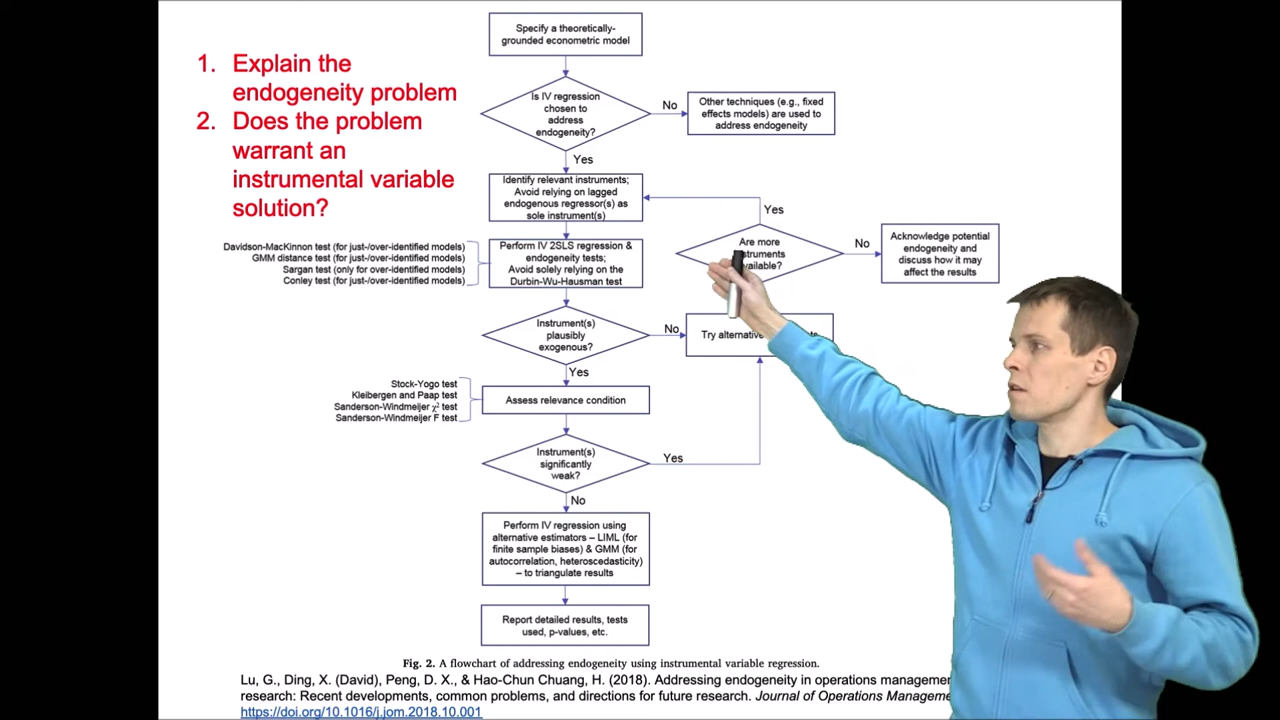 Specify a theoretically-
grounded econometric model
1. Explain the
endogeneity problem
2. Does the problem
warrant an
instrumental variable
solution?
Is IV regression
chosen to
address
endogeneity?
No
Other techniques (e.g., fixed
effects models) are used to
address endogeneity
Yes
Identify relevant instruments;
Avoid relying on lagged
endogenous regressor(s) as
sole instrument(s)
Yes
Are more
available?
No
Acknowledge potential
endogeneity and
discuss how it may
affect the results
Davidson-MacKinnon test (for just-/over-identified models)
GMM distance test (for just-/over-identified models)
Sargan test (only for over-identified models)
Conley test (for just-/over-identified models)
Perform IV 2SLS regression &
endogeneity tests;
Avoid solely relying on the
Durbin-Wu-Hausman test
Instrument(s)
plausibly
exogenous?
No
Try
Yes
Stock-Yogo test
Kleibergen and Paap test
Sanderson-Windmeijer χ² test
Sanderson-Windmeijer F test
Assess relevance condition
Instrument(s)
significantly
weak?
Yes
No
Perform IV regression using
alternative estimators – LIML (for
finite sample biases) & GMM (for
autocorrelation, heteroscedasticity)
– to triangulate results
Report detailed results, tests
used, p-values, etc.
Fig. 2. A flowchart of addressing endogeneity using instrumental variable regression.
Lu, G., Ding, X. (David), Peng, D. X., & Hao-Chun Chuang, H. (2018). Addressing endogeneity in operations
research: Recent developments, common problems, and directions for future research. Journal of Operations
https://doi.org/10.1016/j.jom.2018.10.001